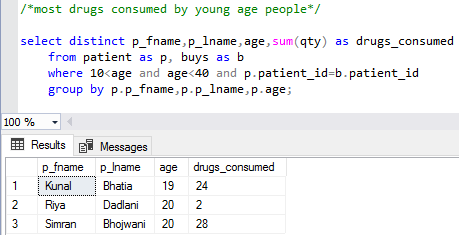 /*most drugs consumed by young age people*/
select distinct p_fname,p_lname,age,sum(qty) as drugs_consumed
from patient as p, buys as b
where 10<age and age<40 and p.patient_id=b.patient_id
group by p.p_fname,p.p_lname,p.age;
100 %
Results Messages
p_fname p_lname age drugs_consumed
1 Kunal Bhatia 19 24
2 Riya Dadlani 20 2
3 Simran Bhojwani 20 28